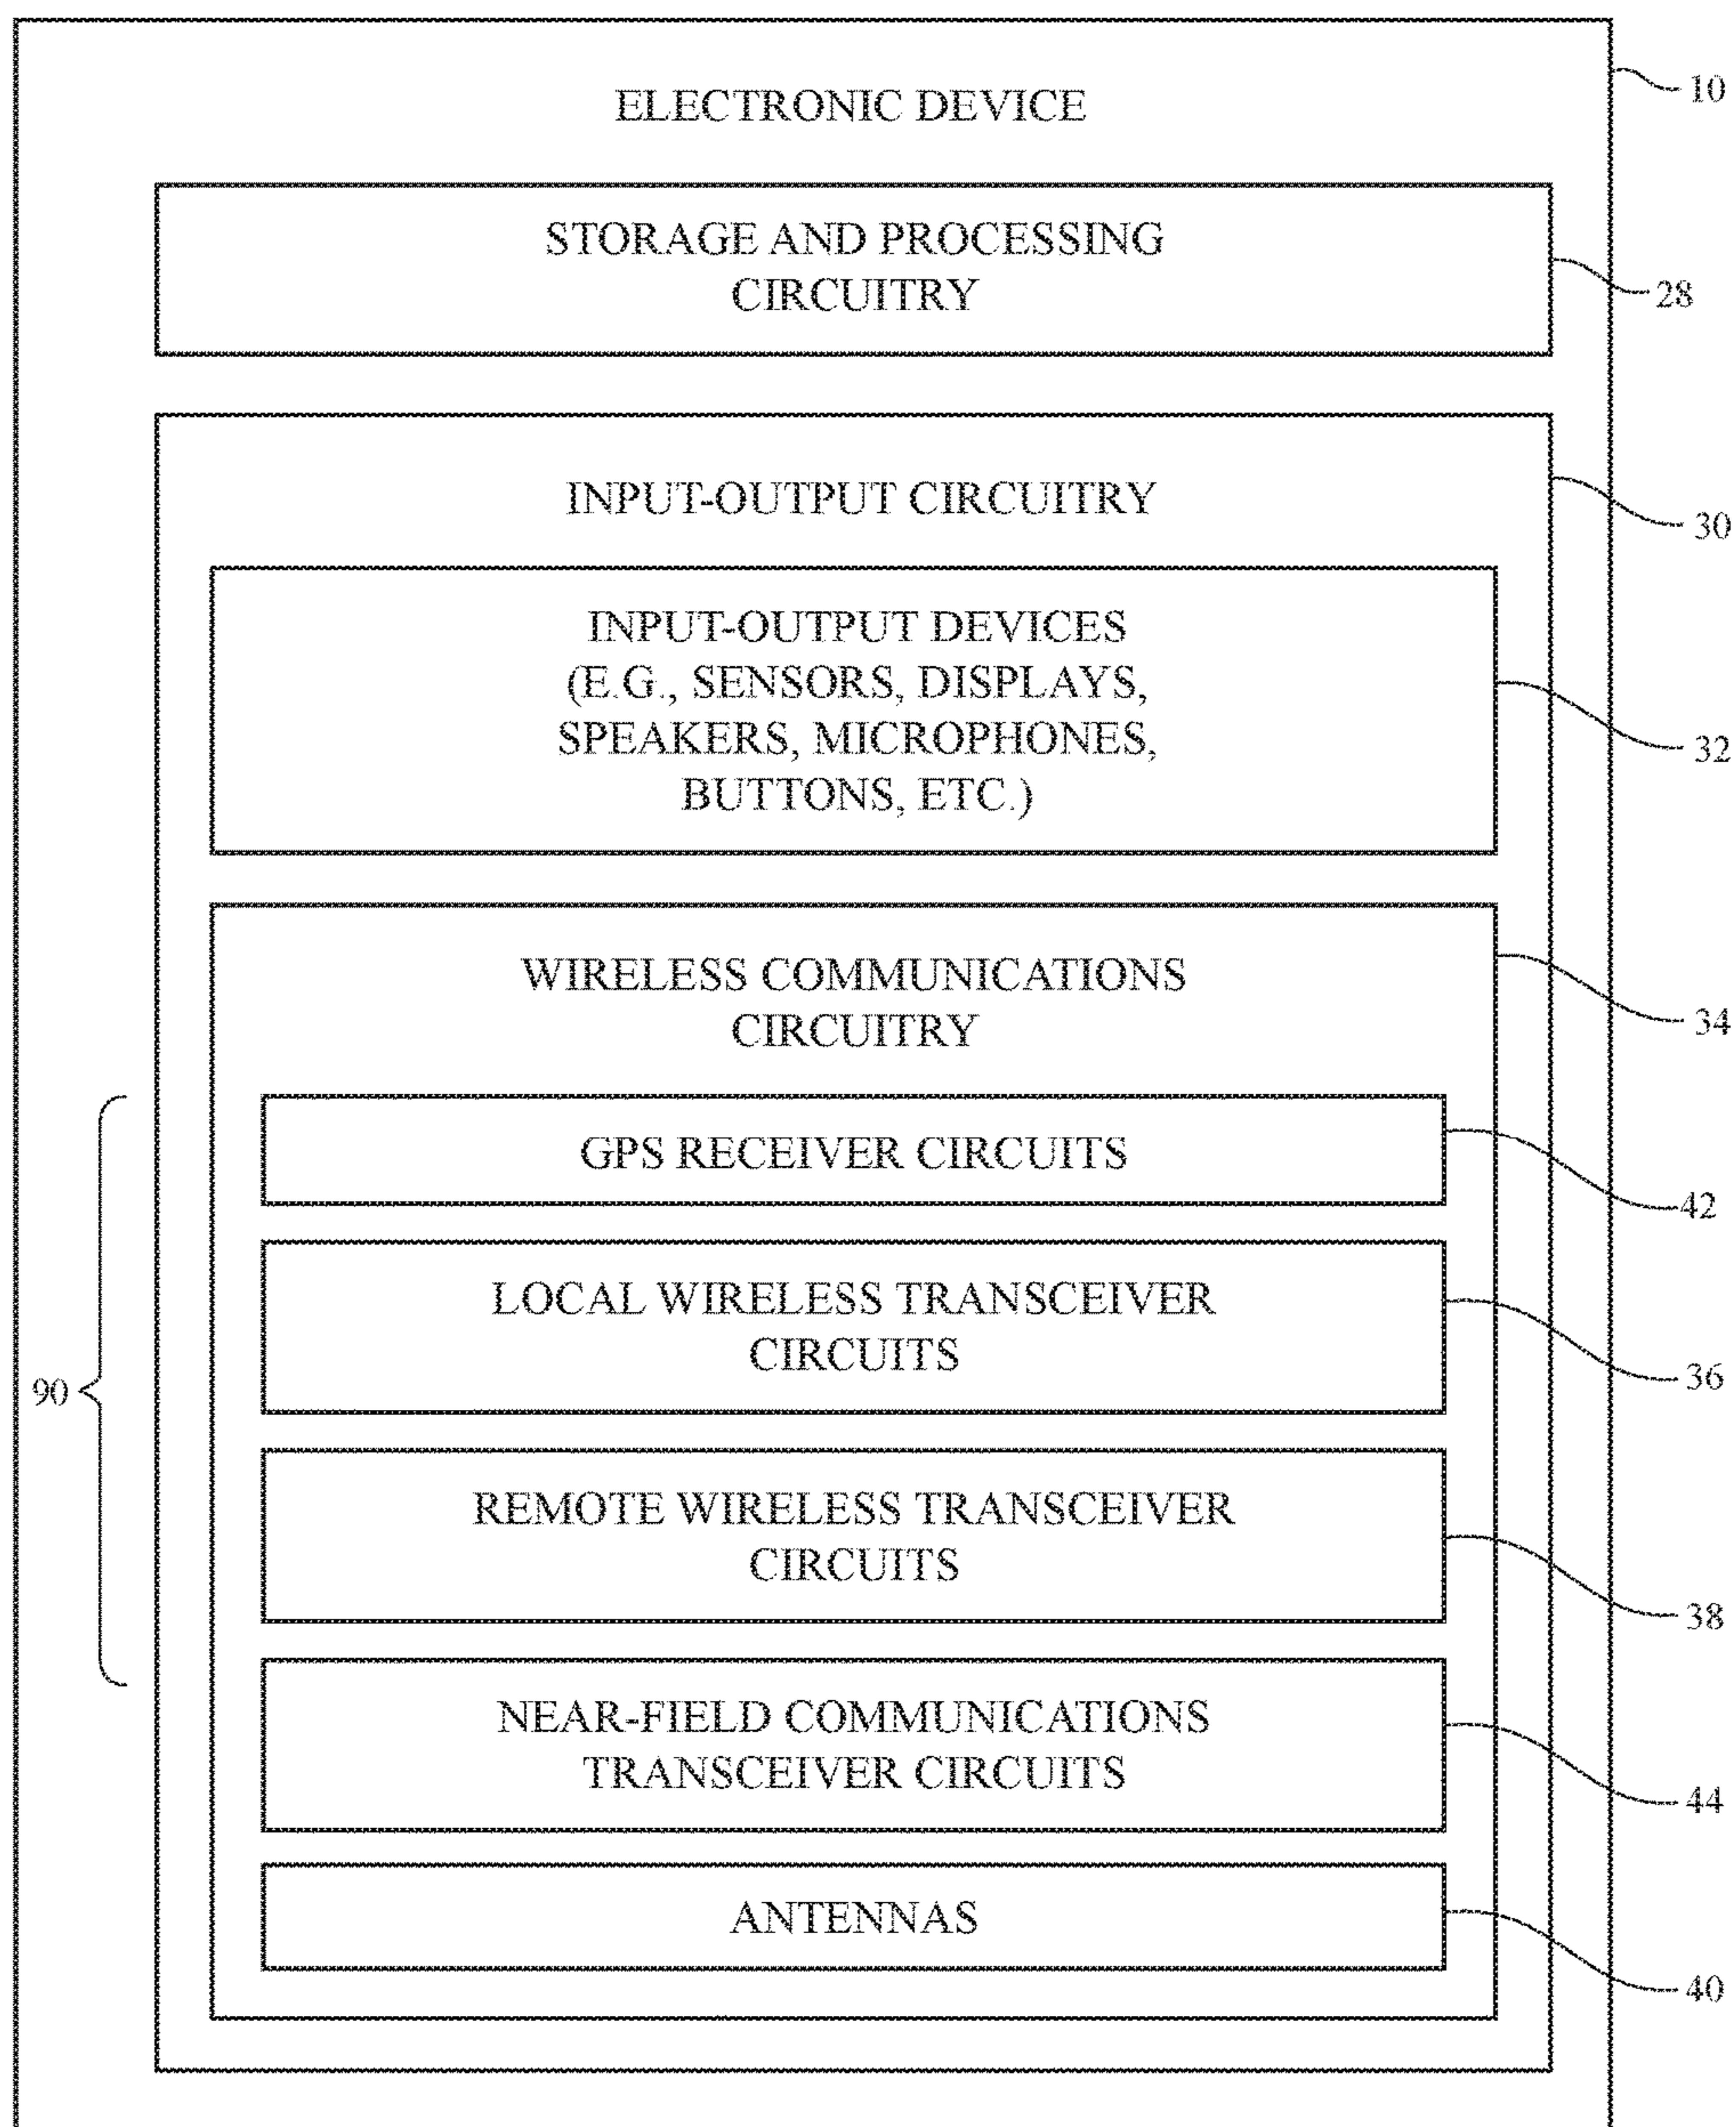 ELECTRONIC DEVICE
10
STORAGE AND PROCESSING
CIRCUITRY
28
INPUT-OUTPUT CIRCUITRY
30
INPUT-OUTPUT DEVICES
(E.G., SENSORS, DISPLAYS,
SPEAKERS, MICROPHONES,
BUTTONS, ETC.)
32
WIRELESS COMMUNICATIONS
CIRCUITRY
34
GPS RECEIVER CIRCUITS
42
LOCAL WIRELESS TRANSCEIVER
CIRCUITS
36
90
REMOTE WIRELESS TRANSCEIVER
CIRCUITS
38
NEAR-FIELD COMMUNICATIONS
TRANSCEIVER CIRCUITS
44
ANTENNAS
40